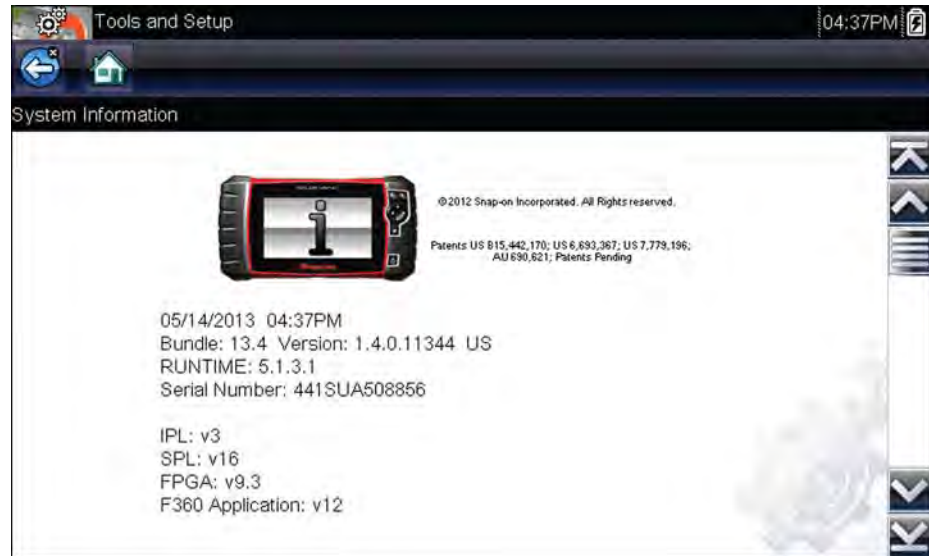 Tools and Setup
04:37PM
System Information
©2012 Snap-on Incorporated. All Rights reserved.
Patents US B15,442,170; US 6,693,367; US 7,779,196;
AU 690,621; Patents Pending
05/14/2013 04:37PM
Bundle: 13.4 Version: 1.4.0.11344 US
RUNTIME: 5.1.3.1
Serial Number: 441SUA508856
IPL: v3
SPL: v16
FPGA: v9.3
F360 Application: v12